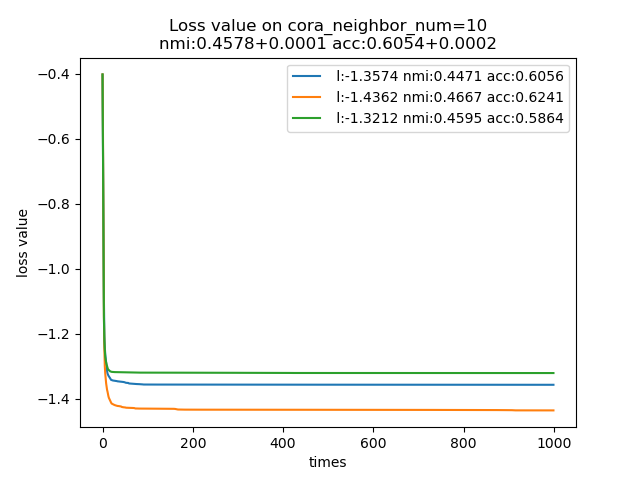 Loss value on cora_neighbor_num=10
nmi:0.4578+0.0001 acc:0.6054+0.0002
l:-1.3574 nmi:0.4471 acc:0.6056
l:-1.4362 nmi:0.4667 acc:0.6241
l:-1.3212 nmi:0.4595 acc:0.5864
loss value
−0.4
−0.6
−0.8
−1.0
−1.2
−1.4
0 200 400 600 800 1000
times